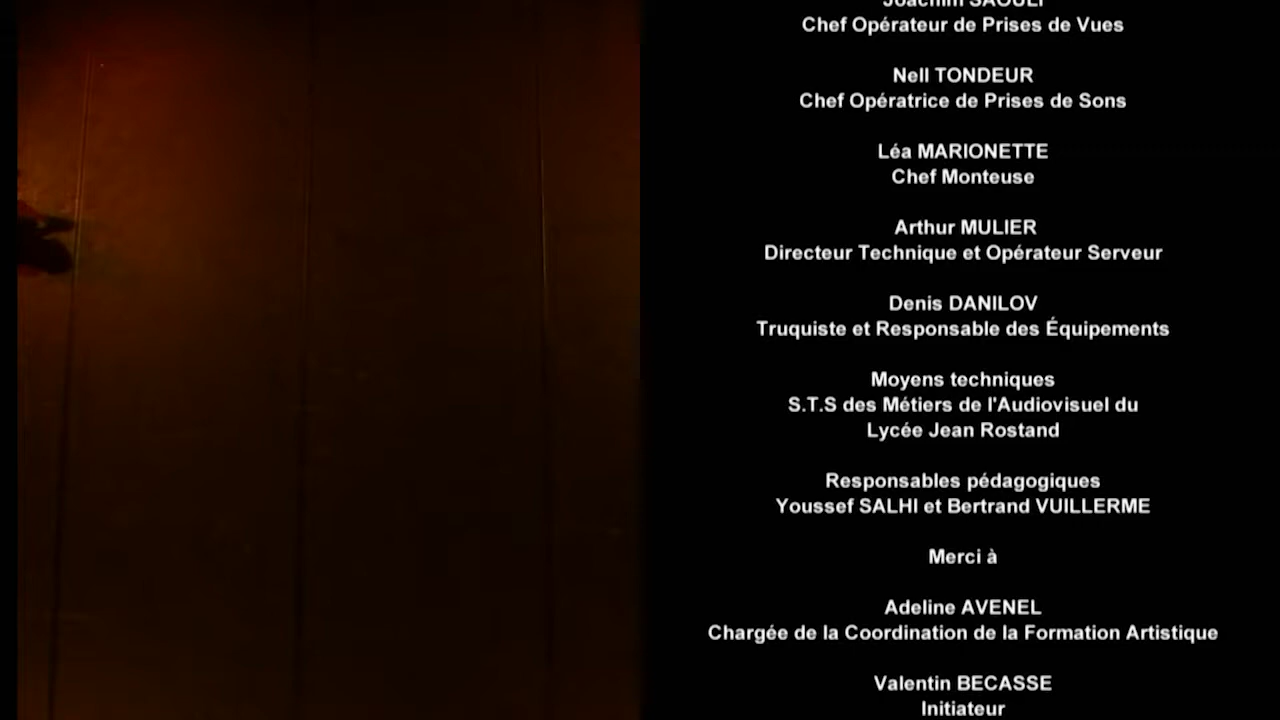 Joachim SAOULI
Chef Opérateur de Prises de Vues
Nell TONDEUR
Chef Opératrice de Prises de Sons
Léa MARIONETTE
Chef Monteuse
Arthur MULIER
Directeur Technique et Opérateur Serveur
Denis DANILOV
Truquiste et Responsable des Équipements
Moyens techniques
S.T.S des Métiers de l'Audiovisuel du
Lycée Jean Rostand
Responsables pédagogiques
Youssef SALHI et Bertrand VUILLERME
Merci à
Adeline AVENEL
Chargée de la Coordination de la Formation Artistique
Valentin BECASSE
Initiateur